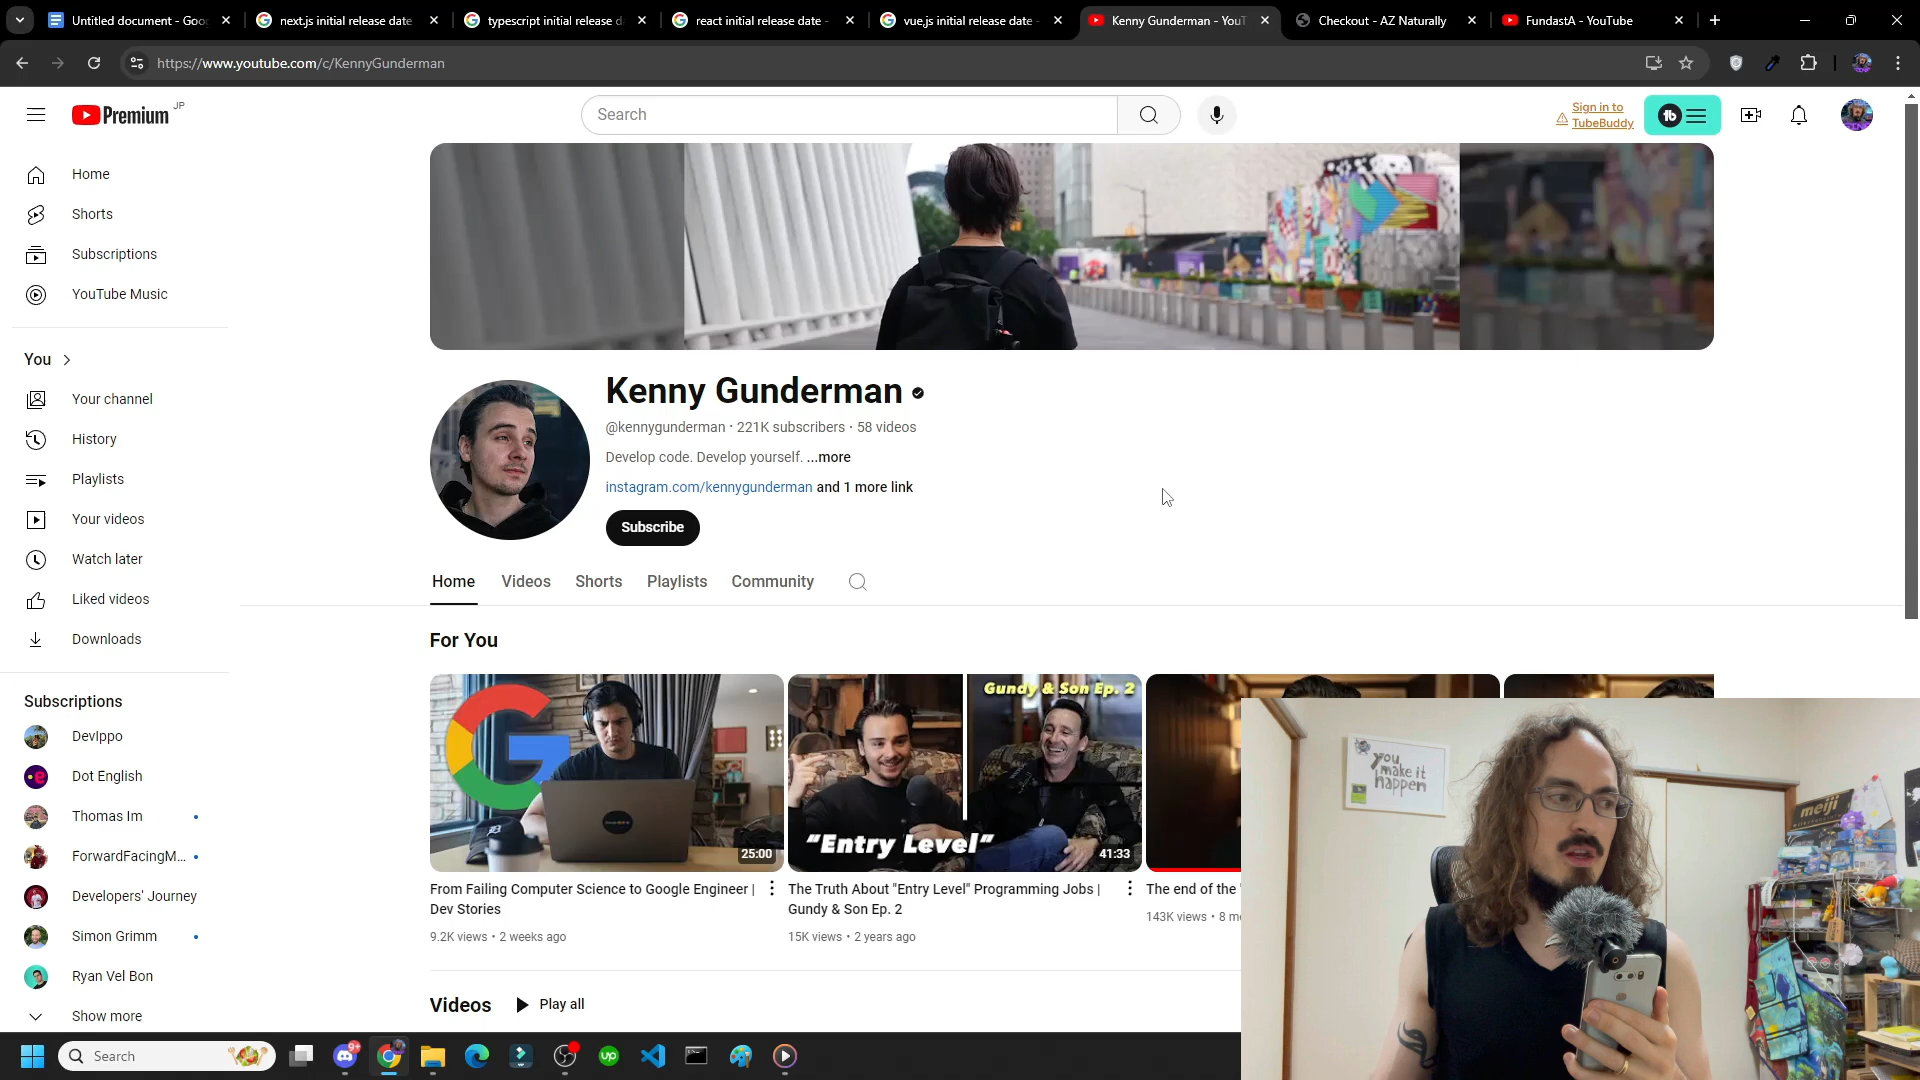 Untitled document - Goo
next.js initial release date
typescript initial release d
react initial release date -
vue.js initial release date -
Kenny Gunderman - YouT
Checkout - AZ Naturally
FundastA - YouTube
https://www.youtube.com/c/KennyGunderman
Premium JP
Search
Sign in to
TubeBuddy
tb
Home
Shorts
Subscriptions
YouTube Music
You
Your channel
History
Playlists
Your videos
Watch later
Liked videos
Downloads
Subscriptions
DevIppo
Dot English
Thomas Im
ForwardFacingM...
Developers' Journey
Simon Grimm
Ryan Vel Bon
Show more
Kenny Gunderman
@kennygunderman · 221K subscribers · 58 videos
Develop code. Develop yourself. ...more
instagram.com/kennygunderman and 1 more link
Subscribe
Home Videos Shorts Playlists Community
For You
25:00
From Failing Computer Science to Google Engineer |
Dev Stories
9.2K views · 2 weeks ago
Gundy & Son Ep. 2
"Entry Level"
41:33
The Truth About "Entry Level" Programming Jobs |
Gundy & Son Ep. 2
15K views · 2 years ago
The end of the
143K views · 8 mo
Videos
Play all
you
make it
happen
meiji
Search
9+
up